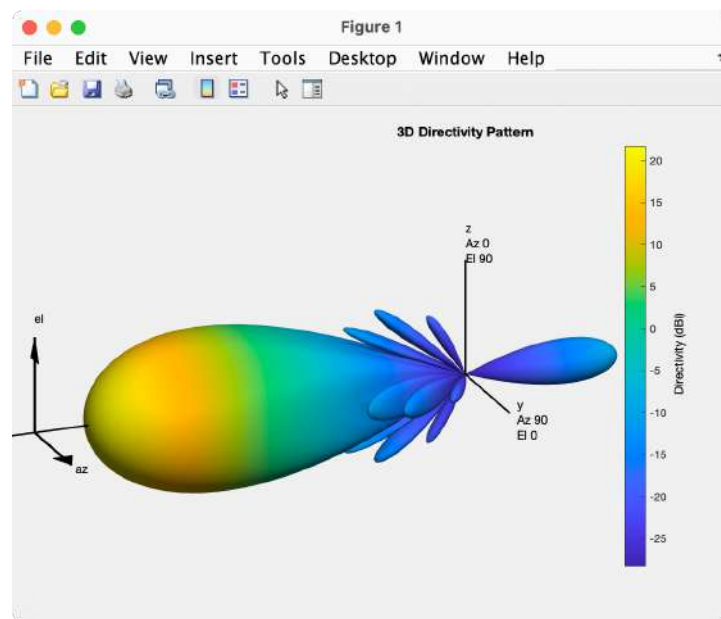 Figure 1
File Edit View Insert Tools Desktop Window Help
3D Directivity Pattern
z
Az 0
El 90
el
az
y
Az 90
El 0
20
15
10
5
0
-5
-10
-15
-20
-25
Directivity (dBi)